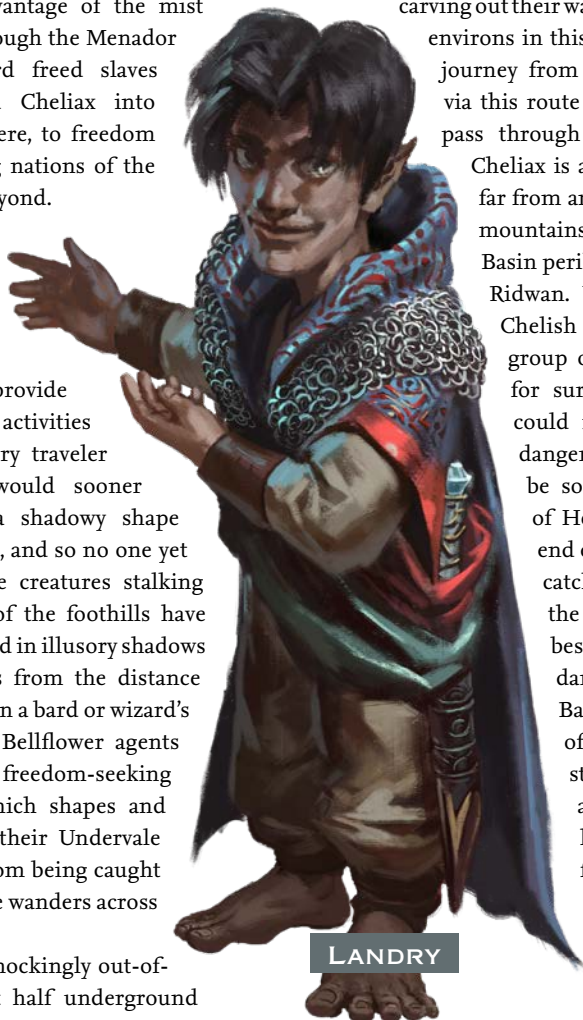 vantage of the mist
ough the Menador
rd freed slaves
Cheliax into
ere, to freedom
g nations of the
yond.
provide
activities
ry traveler
would sooner
a shadowy shape
, and so no one yet
e creatures stalking
of the foothills have
d in illusory shadows
s from the distance
n a bard or wizard's
Bellflower agents
freedom-seeking
hich shapes and
their Undervale
om being caught
e wanders across
mockingly out-of-
half underground
LANDRY
carving out their wa
environs in this
journey from
via this route
pass through
Cheliax is a
far from an
mountains
Basin peril
Ridwan.
Chelish
group o
for sur
could
danger
be so
of He
end o
catch
the
bes
dar
Ba
of
st